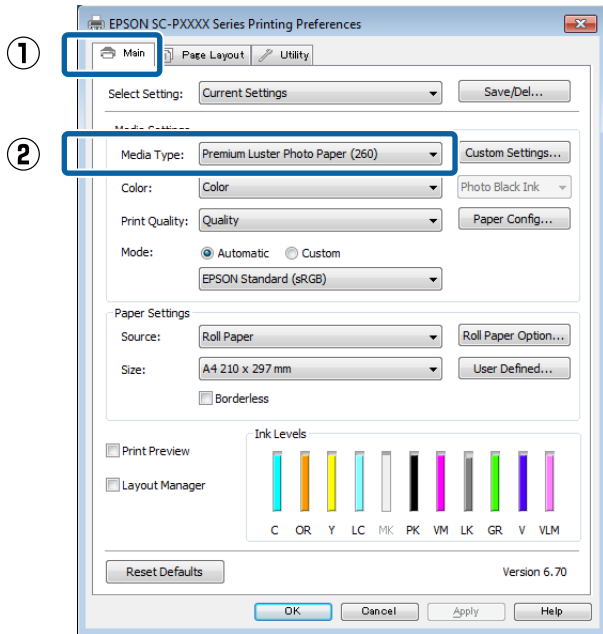 EPSON SC-PXXXX Series Printing Preferences
①
Main Page Layout Utility
Select Setting: Current Settings Save/Del...
Media Settings
②
Media Type: Premium Luster Photo Paper (260) Custom Settings...
Color: Color Photo Black Ink
Print Quality: Quality Paper Config...
Mode: Automatic Custom
EPSON Standard (sRGB)
Paper Settings
Source: Roll Paper Roll Paper Option...
Size: A4 210 x 297 mm User Defined...
Borderless
Ink Levels
Print Preview
Layout Manager
C OR Y LC MK PK VM LK GR V VLM
Reset Defaults Version 6.70
OK Cancel Apply Help